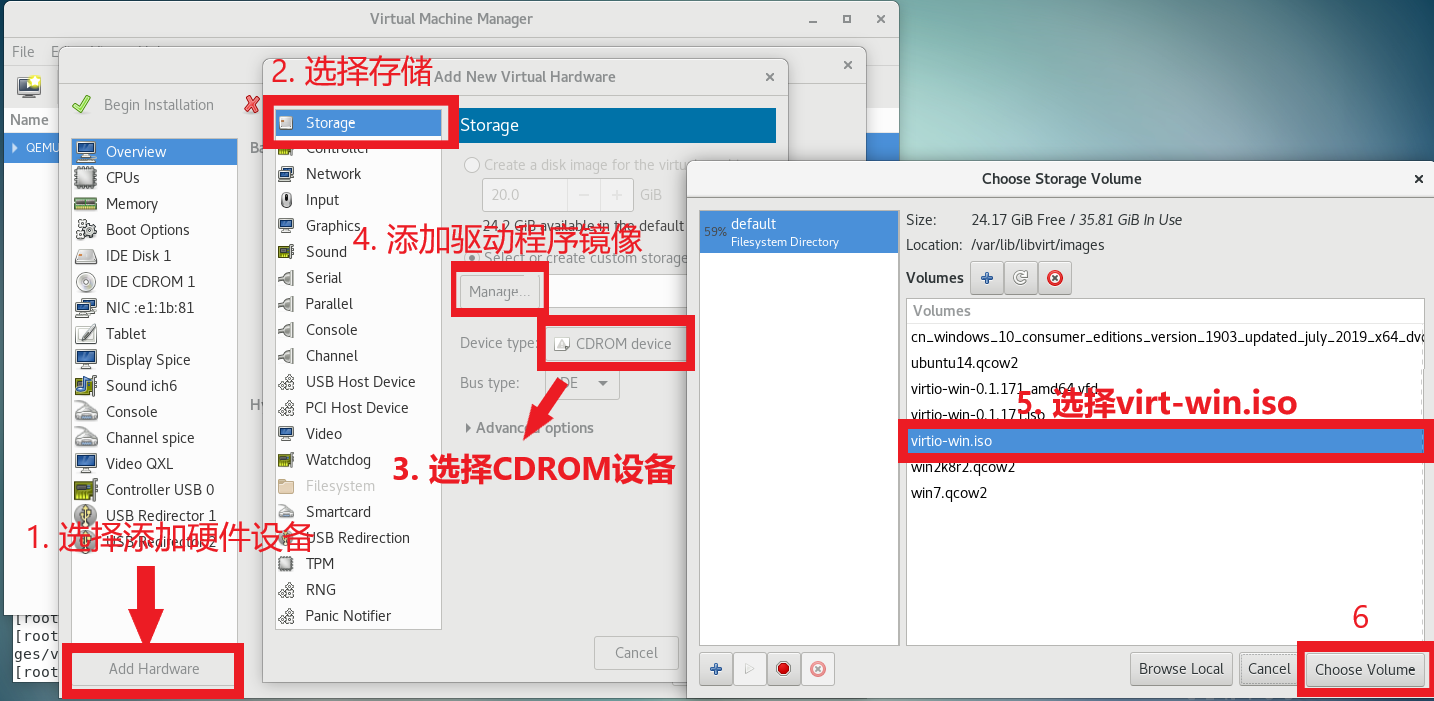 Virtual Machine Manager
File
Name
QEMU
Begin Installation
Overview
CPUs
Memory
Boot Options
IDE Disk 1
IDE CDROM 1
NIC :e1:1b:81
Tablet
Display Spice
Sound ich6
Console
Channel spice
Video QXL
Controller USB 0
USB Redirector 1
USB Redirector 2
1. 选择添加硬件设备
Add Hardware
[root
[root
ges/v
[root
2. 选择存储
Add New Virtual Hardware
Storage
Controller
Network
Input
Graphics
Sound
Serial
Parallel
Console
Channel
USB Host Device
PCI Host Device
Video
Watchdog
Filesystem
Smartcard
USB Redirection
TPM
RNG
Panic Notifier
Storage
Create a disk image for the virtu
20.0
GiB
24.2 GiB available in the default
4. 添加驱动程序镜像
Select or create custom storage
Manage...
Device type:
CDROM device
Bus type:
Advanced options
3. 选择CDROM设备
Cancel
Choose Storage Volume
59%
default
Filesystem Directory
Size: 24.17 GiB Free / 35.81 GiB In Use
Location: /var/lib/libvirt/images
Volumes
Volumes
cn_windows_10_consumer_editions_version_1903_updated_july_2019_x64_dv
ubuntu14.qcow2
virtio-win-0.1.171_amd64.vfd
virtio-win-0.1.171.iso
5. 选择virt-win.iso
virtio-win.iso
win2k8r2.qcow2
win7.qcow2
6
Browse Local
Cancel
Choose Volume